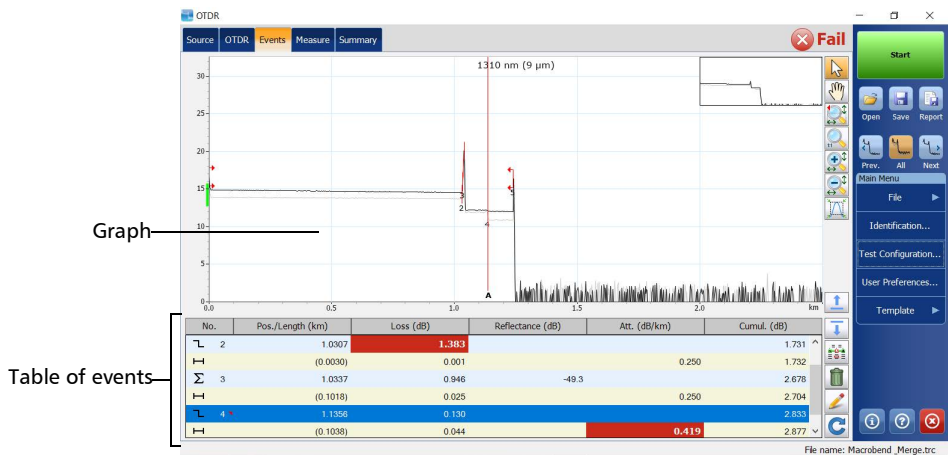 OTDR
Source OTDR Events Measure Summary
Fail
1310 nm (9 µm)
30
25
20
15
10
5
0
3
2
4
A
0.0 0.5 1.0 1.5 2.0 km
Graph
Table of events
No. Pos./Length (km) Loss (dB) Reflectance (dB) Att. (dB/km) Cumul. (dB)
2 1.0307 1.383 1.731
(0.0030) 0.001 0.250 1.732
Σ 3 1.0337 0.946 -49.3 2.678
(0.1018) 0.025 0.250 2.704
4 * 1.1356 0.130 2.833
(0.1038) 0.044 0.419 2.877
Start
Open Save Report
Prev. All Next
Main Menu
File
Identification...
Test Configuration...
User Preferences...
Template
File name: Macrobend _Merge.trc